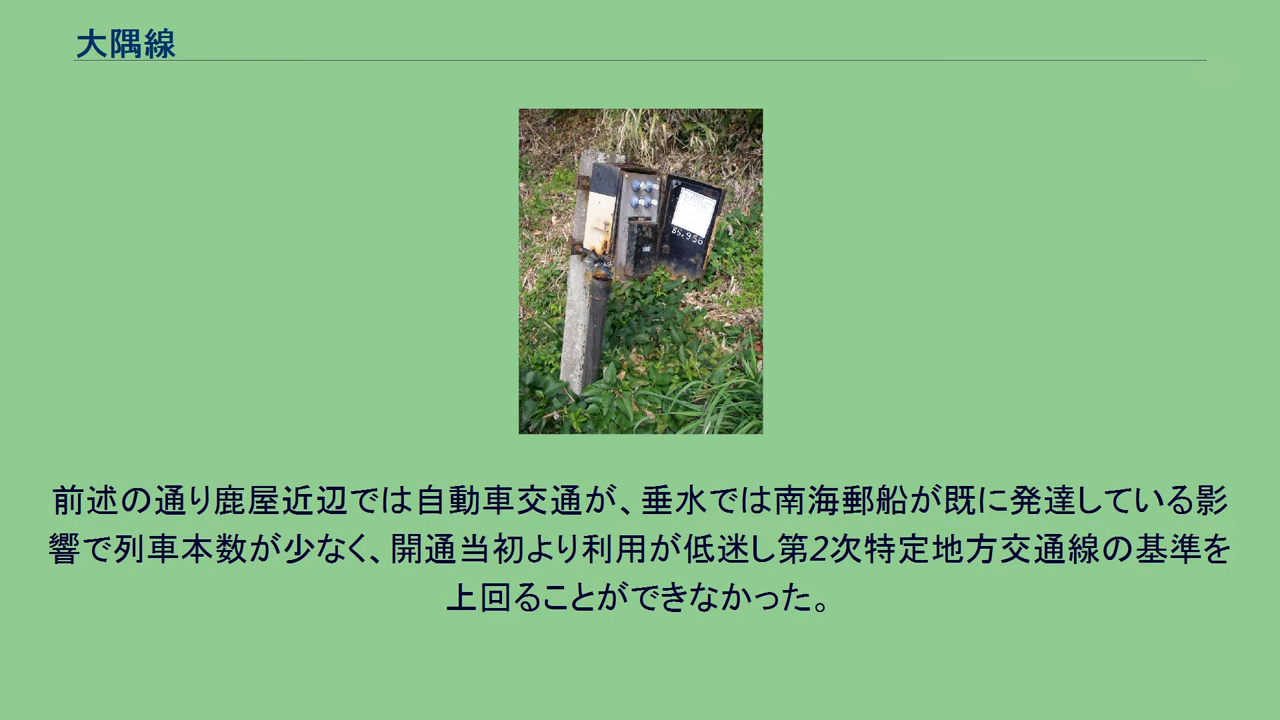 大隅線
85.950
前述の通り鹿屋近辺では自動車交通が、垂水では南海郵船が既に発達している影
響で列車本数が少なく、開通当初より利用が低迷し第2次特定地方交通線の基準を
上回ることができなかった。